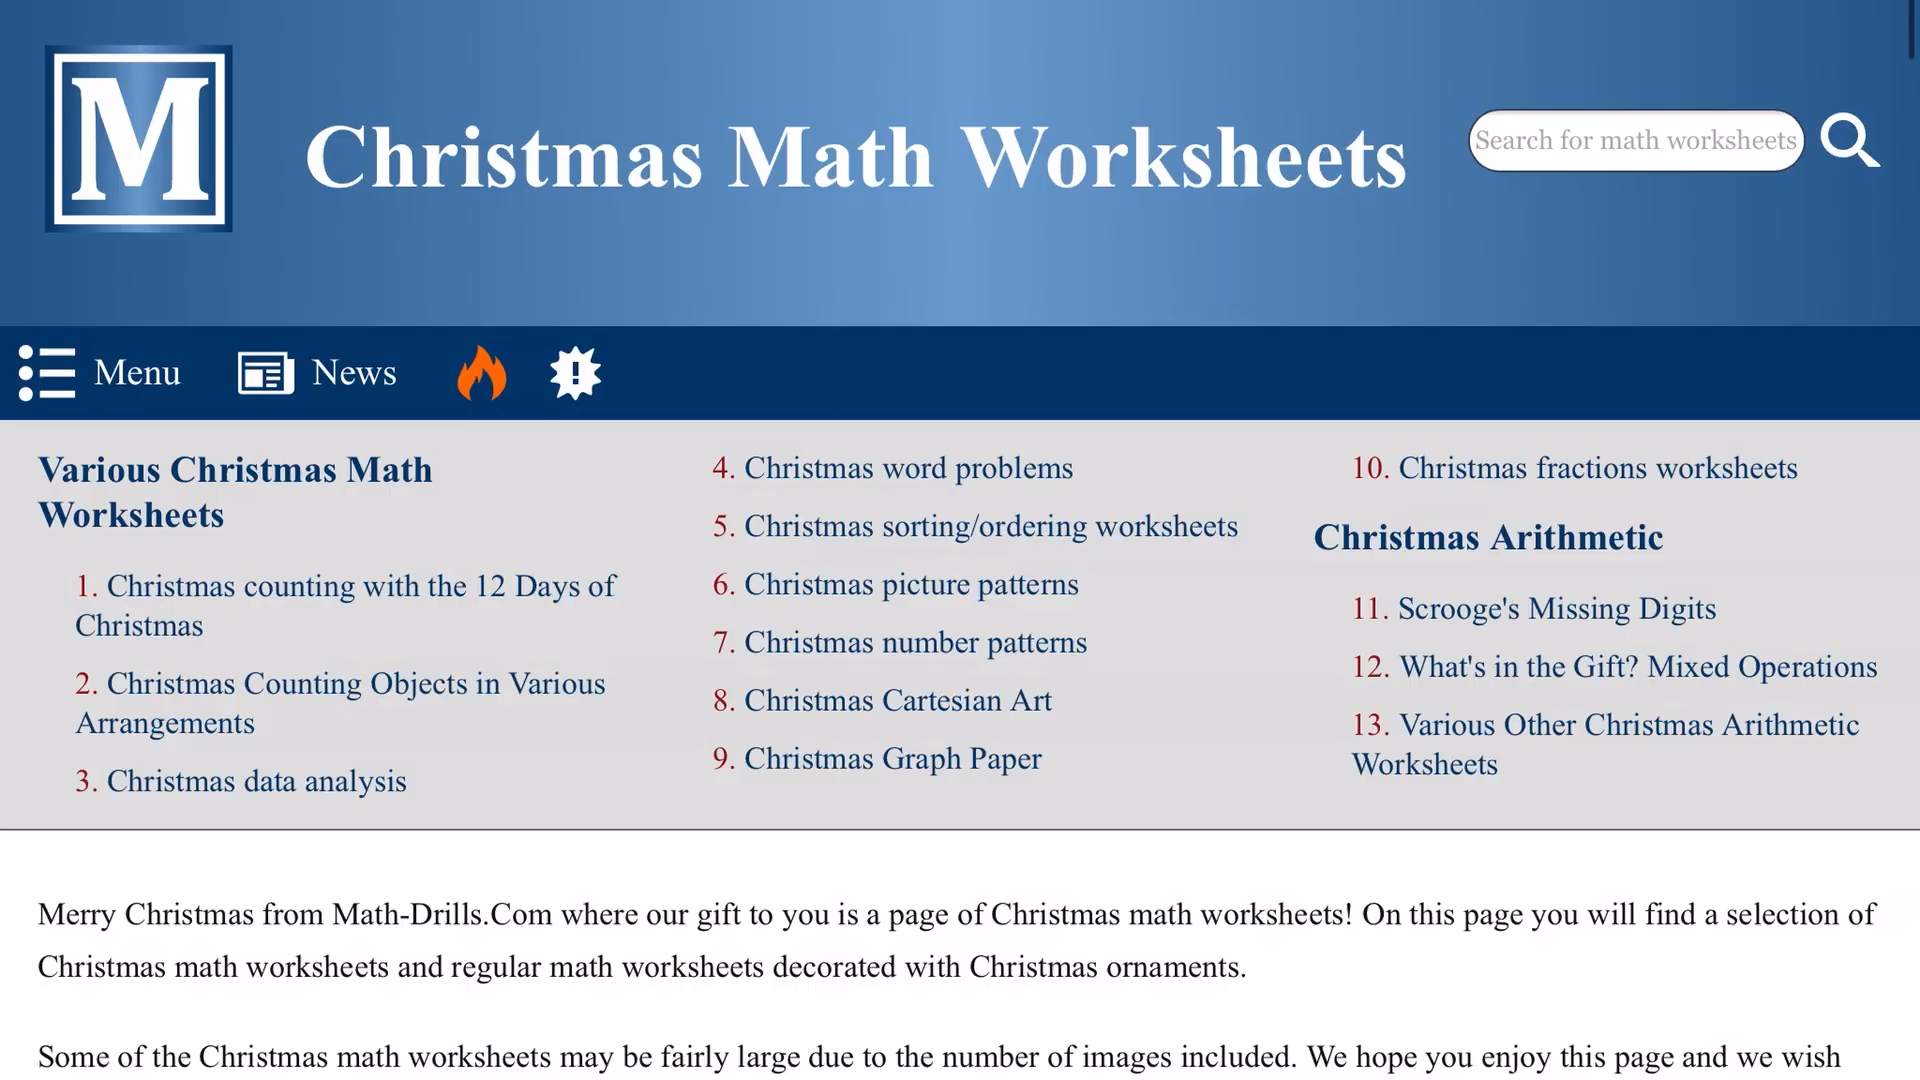 M
Christmas Math Worksheets
Search for math worksheets
Menu
News
Various Christmas Math
Worksheets
1. Christmas counting with the 12 Days of
Christmas
2. Christmas Counting Objects in Various
Arrangements
3. Christmas data analysis
4. Christmas word problems
5. Christmas sorting/ordering worksheets
6. Christmas picture patterns
7. Christmas number patterns
8. Christmas Cartesian Art
9. Christmas Graph Paper
10. Christmas fractions worksheets
Christmas Arithmetic
11. Scrooge's Missing Digits
12. What's in the Gift? Mixed Operations
13. Various Other Christmas Arithmetic
Worksheets
Merry Christmas from Math-Drills.Com where our gift to you is a page of Christmas math worksheets! On this page you will find a selection of
Christmas math worksheets and regular math worksheets decorated with Christmas ornaments.
Some of the Christmas math worksheets may be fairly large due to the number of images included. We hope you enjoy this page and we wish